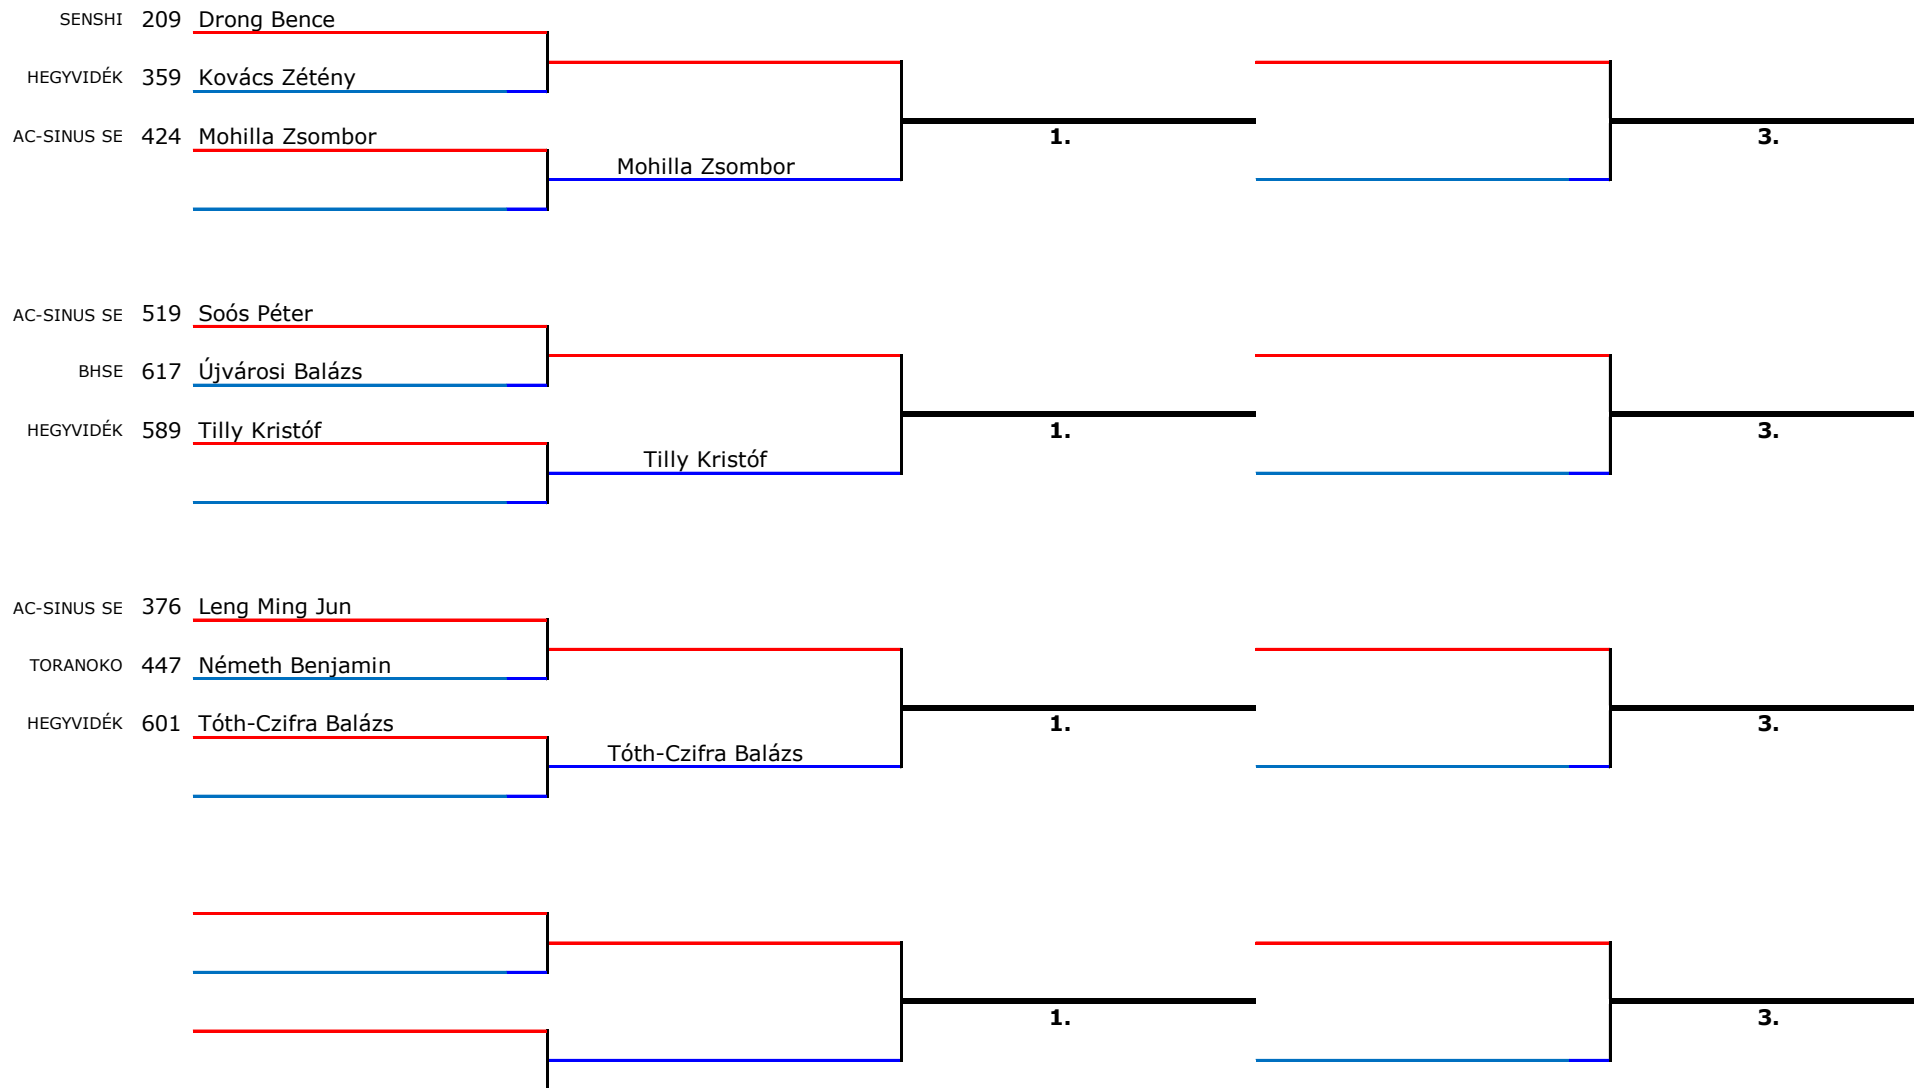 SENSHI 209 Drong Bence
HEGYVIDÉK 359 Kovács Zétény
AC-SINUS SE 424 Mohilla Zsombor 1. 3.
Mohilla Zsombor
AC-SINUS SE 519 Soós Péter
BHSE 617 Újvárosi Balázs
HEGYVIDÉK 589 Tilly Kristóf 1. 3.
Tilly Kristóf
AC-SINUS SE 376 Leng Ming Jun
TORANOKO 447 Németh Benjamin
HEGYVIDÉK 601 Tóth-Czifra Balázs 1. 3.
Tóth-Czifra Balázs
1. 3.